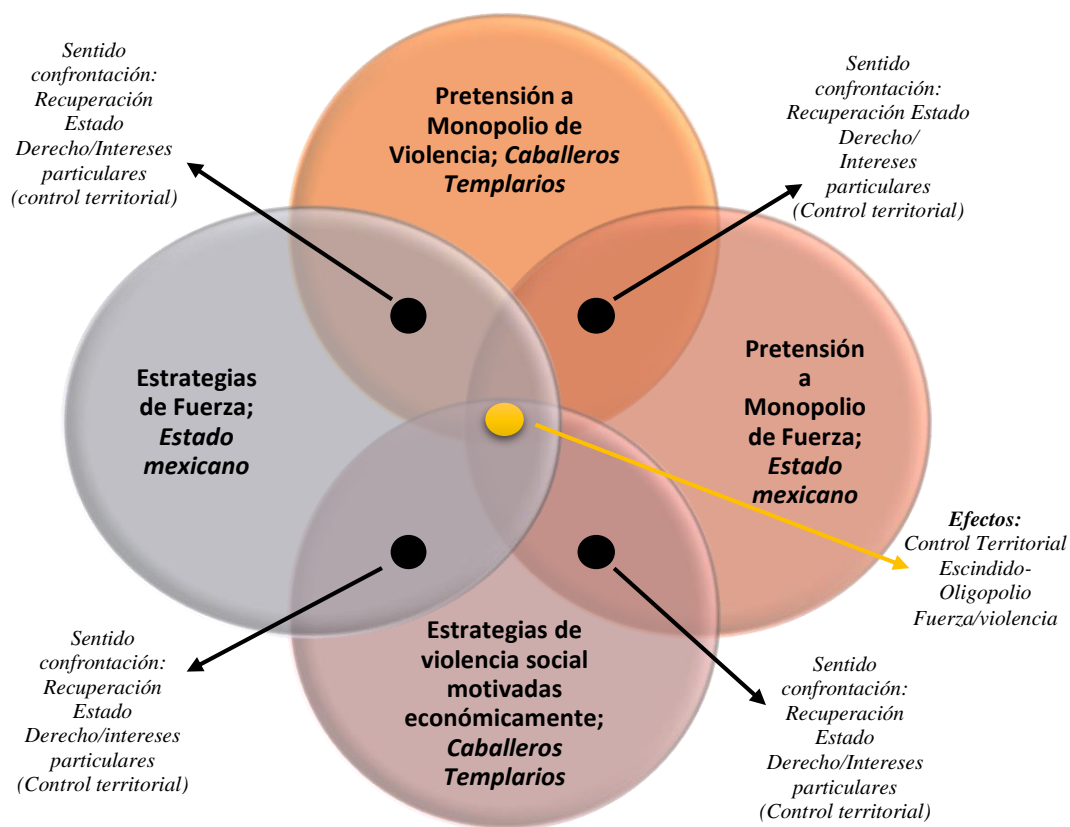 Sentido
confrontación:
Recuperación
Estado
Derecho/Intereses
particulares
(control territorial)
Pretensión a
Monopolio de
Violencia; Caballeros
Templarios
Sentido
confrontación:
Recuperación Estado
Derecho/
Intereses
particulares
(Control territorial)
Estrategias
de Fuerza;
Estado
mexicano
Pretensión
a
Monopolio
de Fuerza;
Estado
mexicano
Efectos:
Control Territorial
Escindido-
Oligopolio
Fuerza/violencia
Sentido
confrontación:
Recuperación
Estado
Derecho/intereses
particulares
(Control territorial)
Estrategias de
violencia social
motivadas
económicamente;
Caballeros
Templarios
Sentido
confrontación:
Recuperación
Estado
Derecho/Intereses
particulares
(Control territorial)